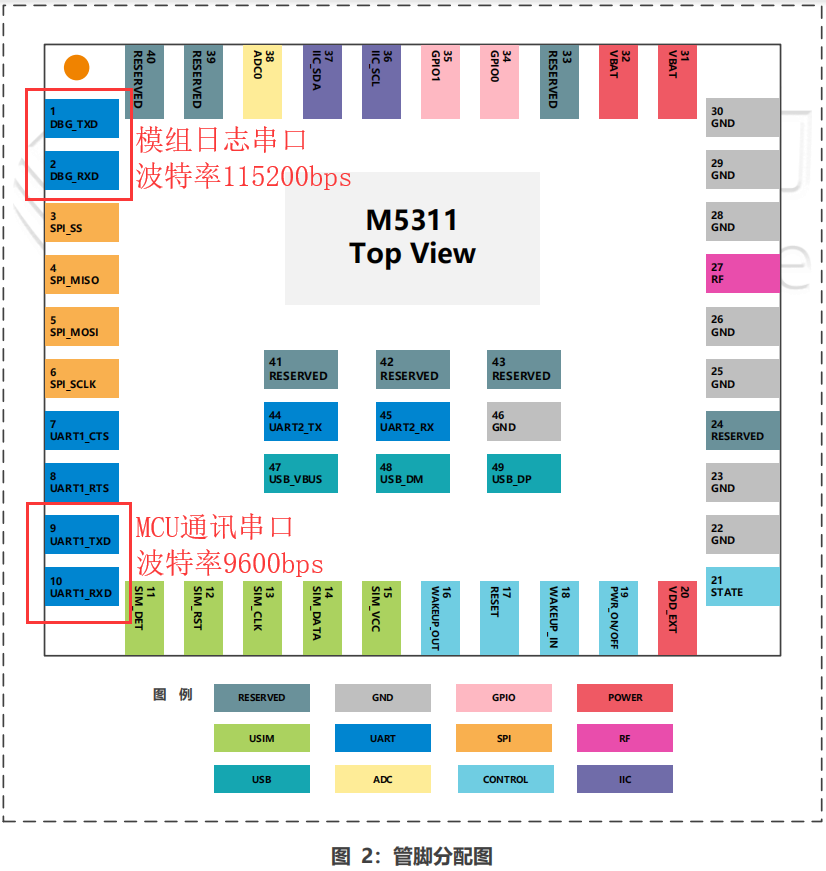 40 RESERVED
39 RESERVED
38 ADC0
37 IIC_SDA
36 IIC_SCL
35 GPIO1
34 GPIO0
33 RESERVED
32 VBAT
31 VBAT
1
DBG_TXD
2
DBG_RXD
模组日志串口
波特率115200bps
3
SPI_SS
4
SPI_MISO
5
SPI_MOSI
6
SPI_SCLK
7
UART1_CTS
8
UART1_RTS
9
UART1_TXD
10
UART1_RXD
MCU通讯串口
波特率9600bps
M5311
Top View
41
RESERVED
42
RESERVED
43
RESERVED
44
UART2_TX
45
UART2_RX
46
GND
47
USB_VBUS
48
USB_DM
49
USB_DP
30
GND
29
GND
28
GND
27
RF
26
GND
25
GND
24
RESERVED
23
GND
22
GND
21
STATE
11 SIM_DET
12 SIM_RST
13 SIM_CLK
14 SIM_DATA
15 SIM_VCC
16 WAKEUP_OUT
17 RESET
18 WAKEUP_IN
19 PWR_ON/OFF
20 VDD_EXT
图 例
RESERVED
GND
GPIO
POWER
USIM
UART
SPI
RF
USB
ADC
CONTROL
IIC
图 2：管脚分配图